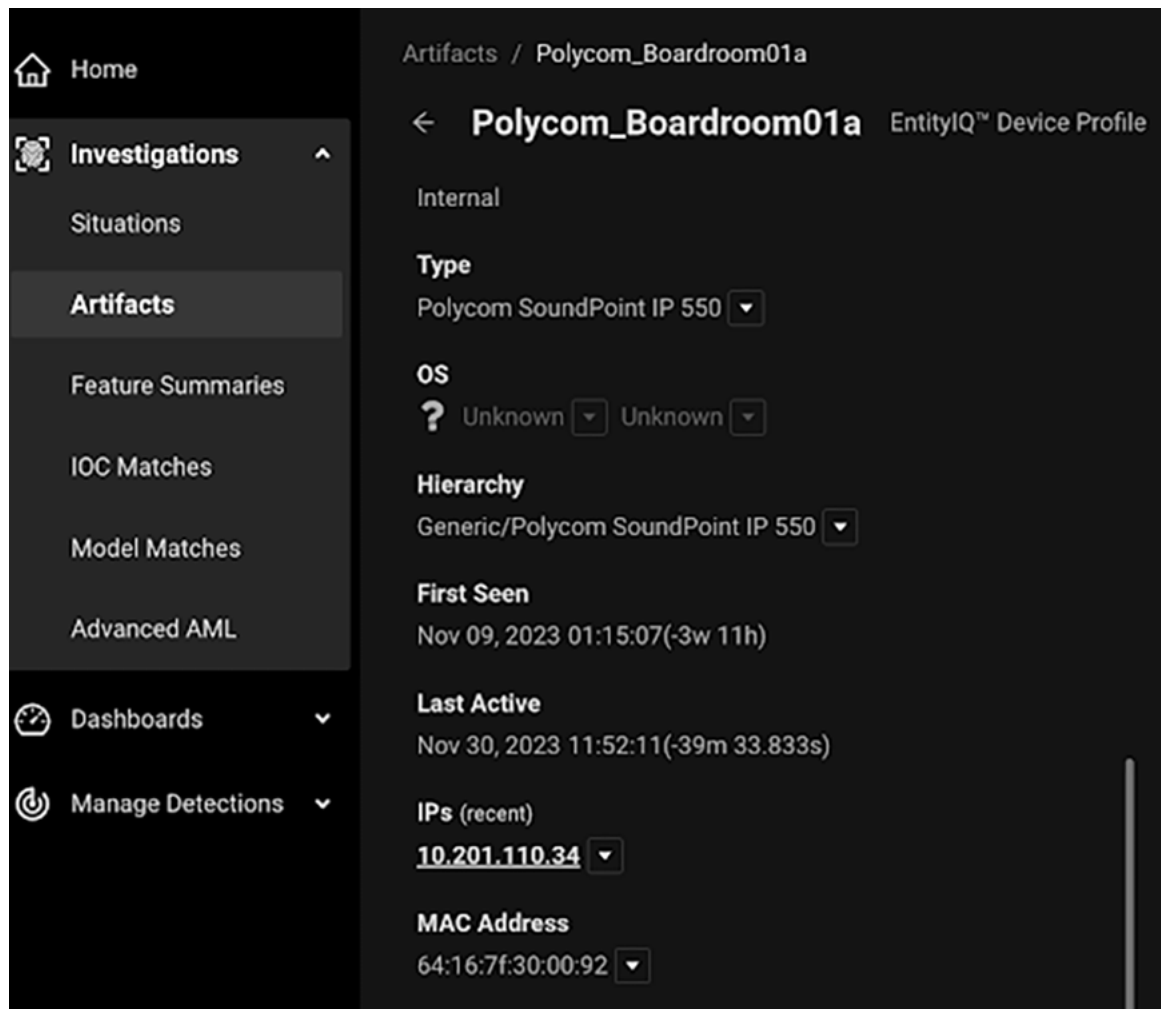 Home
Investigations
Situations
Artifacts
Feature Summaries
IOC Matches
Model Matches
Advanced AML
Dashboards
Manage Detections
Artifacts / Polycom_Boardroom01a
Polycom_Boardroom01a EntityIQ™ Device Profile
Internal
Type
Polycom SoundPoint IP 550
OS
? Unknown Unknown
Hierarchy
Generic/Polycom SoundPoint IP 550
First Seen
Nov 09, 2023 01:15:07(-3w 11h)
Last Active
Nov 30, 2023 11:52:11(-39m 33.833s)
IPs (recent)
10.201.110.34
MAC Address
64:16:7f:30:00:92